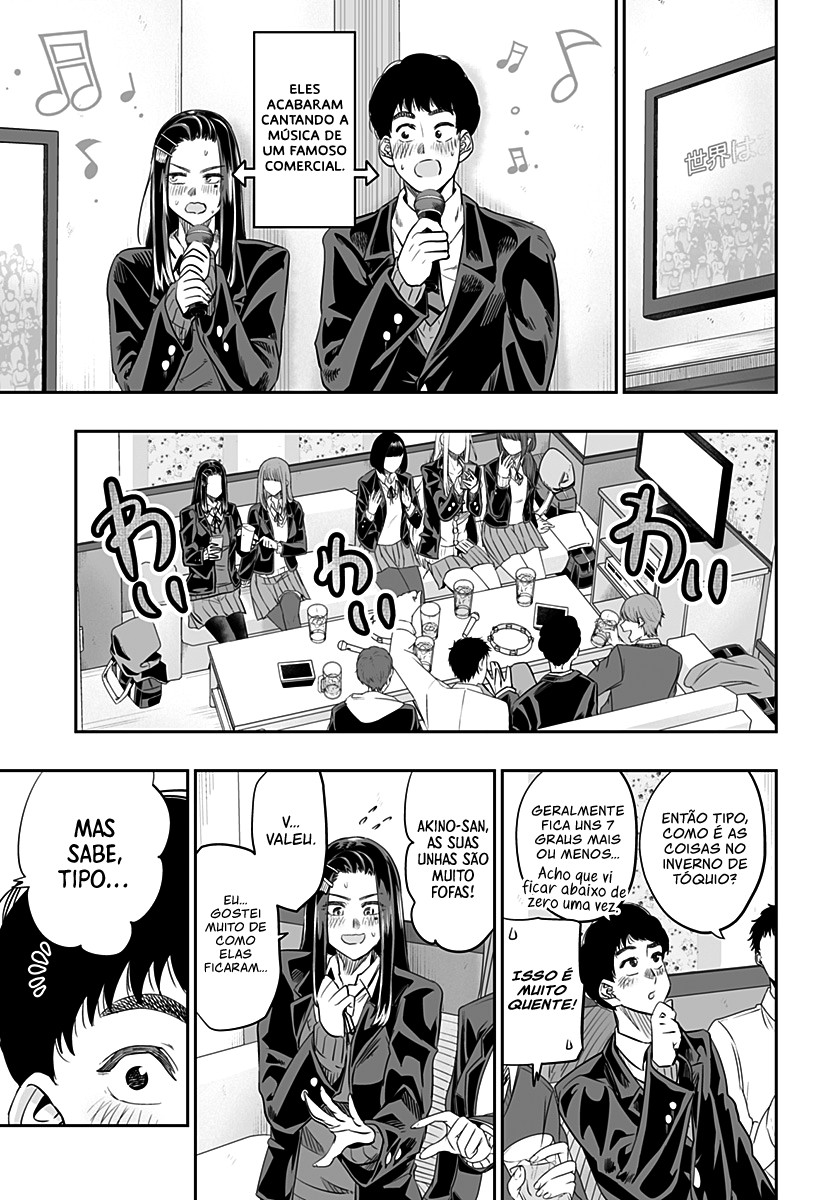 世界は
ELES
ACABARAM
CANTANDO A
MÚSICA DE
UM FAMOSO
COMERCIAL.
わいい
わいい
わいい
ENTÃO TIPO,
COMO É AS
COISAS NO
INVERNO DE
TÓQUIO?
GERALMENTE
FICA UNS 7
GRAUS MAIS
OU MENOS...
Acho que vi
ficar abaixo de
zero uma vez.
ISSO É
MUITO
QUENTE!
AKINO-SAN,
AS SUAS
UNHAS SÃO
MUITO
FOFAS!
V...
VALEU.
EU...
GOSTEI
MUITO DE
COMO
ELAS
FICARAM...
MAS
SABE,
TIPO...